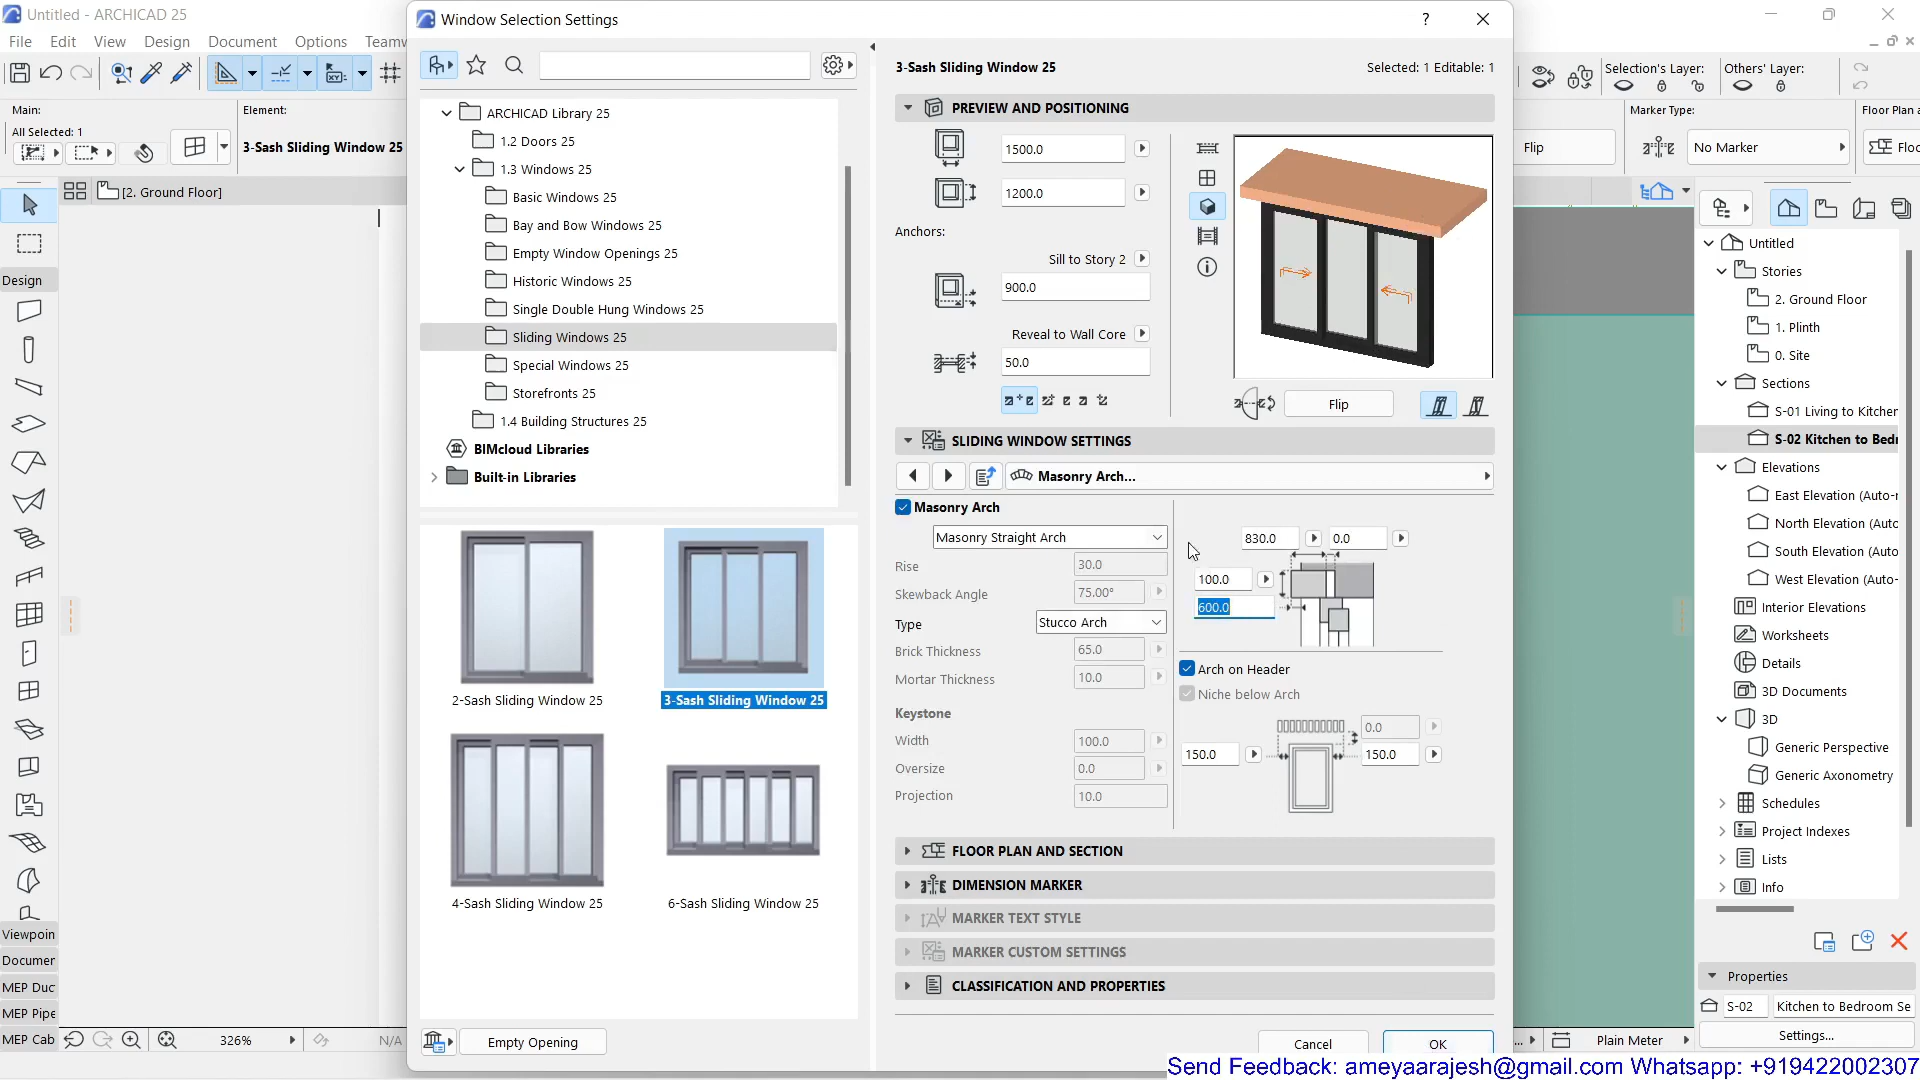 Untitled - ARCHICAD 25
File Edit View Design Document Options Teamw
Main:
All Selected: 1
Element:
3-Sash Sliding Window 25
[2. Ground Floor]
Design
Viewpoin
Documer
MEP Duc
MEP Pipe
MEP Cab
326%
N/A
Window Selection Settings
?
ARCHICAD Library 25
1.2 Doors 25
1.3 Windows 25
Basic Windows 25
Bay and Bow Windows 25
Empty Window Openings 25
Historic Windows 25
Single Double Hung Windows 25
Sliding Windows 25
Special Windows 25
Storefronts 25
1.4 Building Structures 25
BIMcloud Libraries
Built-in Libraries
2-Sash Sliding Window 25
3-Sash Sliding Window 25
4-Sash Sliding Window 25
6-Sash Sliding Window 25
Empty Opening
3-Sash Sliding Window 25
Selected: 1 Editable: 1
PREVIEW AND POSITIONING
1500.0
1200.0
Anchors:
Sill to Story 2
900.0
Reveal to Wall Core
50.0
Flip
SLIDING WINDOW SETTINGS
Masonry Arch...
Masonry Arch
Masonry Straight Arch
Rise 30.0
Skewback Angle 75.00°
Type Stucco Arch
Brick Thickness 65.0
Mortar Thickness 10.0
Keystone
Width 100.0
Oversize 0.0
Projection 10.0
830.0 0.0
100.0
600.0
Arch on Header
Niche below Arch
0.0
150.0 150.0
FLOOR PLAN AND SECTION
DIMENSION MARKER
MARKER TEXT STYLE
MARKER CUSTOM SETTINGS
CLASSIFICATION AND PROPERTIES
Cancel OK
Selection's Layer: Others' Layer:
Marker Type:
Floor Plan a
Flip
No Marker
Floc
Untitled
Stories
2. Ground Floor
1. Plinth
0. Site
Sections
S-01 Living to Kitcher
S-02 Kitchen to Bedr
Elevations
East Elevation (Auto-r
North Elevation (Auto
South Elevation (Auto
West Elevation (Auto-
Interior Elevations
Worksheets
Details
3D Documents
3D
Generic Perspective
Generic Axonometry
Schedules
Project Indexes
Lists
Info
Properties
S-02 Kitchen to Bedroom Se
Settings...
... Plain Meter
Send Feedback: ameyaarajesh@gmail.com Whatsapp: +919422002307